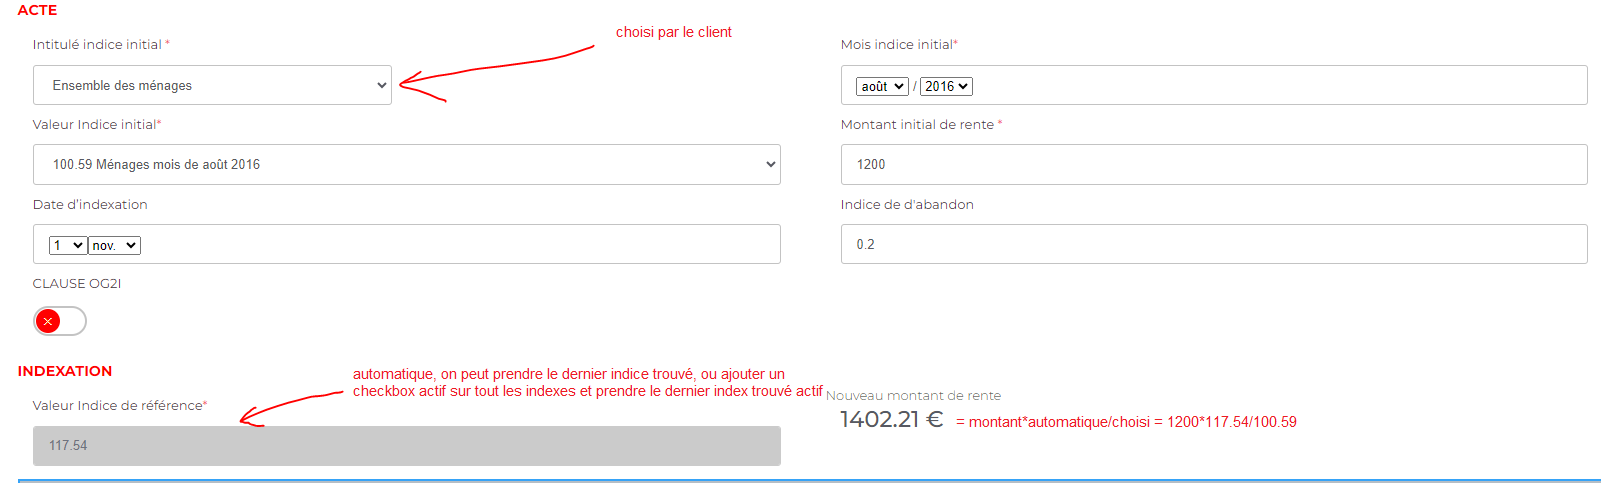 ACTE
choisi par le client
Intitulé indice initial *
Mois indice initial*
Ensemble des ménages
août / 2016
Valeur Indice initial*
Montant initial de rente *
100.59 Ménages mois de août 2016
1200
Date d'indexation
Indice de d'abandon
1 nov.
0.2
CLAUSE OG2I
INDEXATION
automatique, on peut prendre le dernier indice trouvé, ou ajouter un
checkbox actif sur tout les indexes et prendre le dernier index trouvé actif
Valeur Indice de référence*
Nouveau montant de rente
1402.21 € = montant*automatique/choisi = 1200*117.54/100.59
117.54